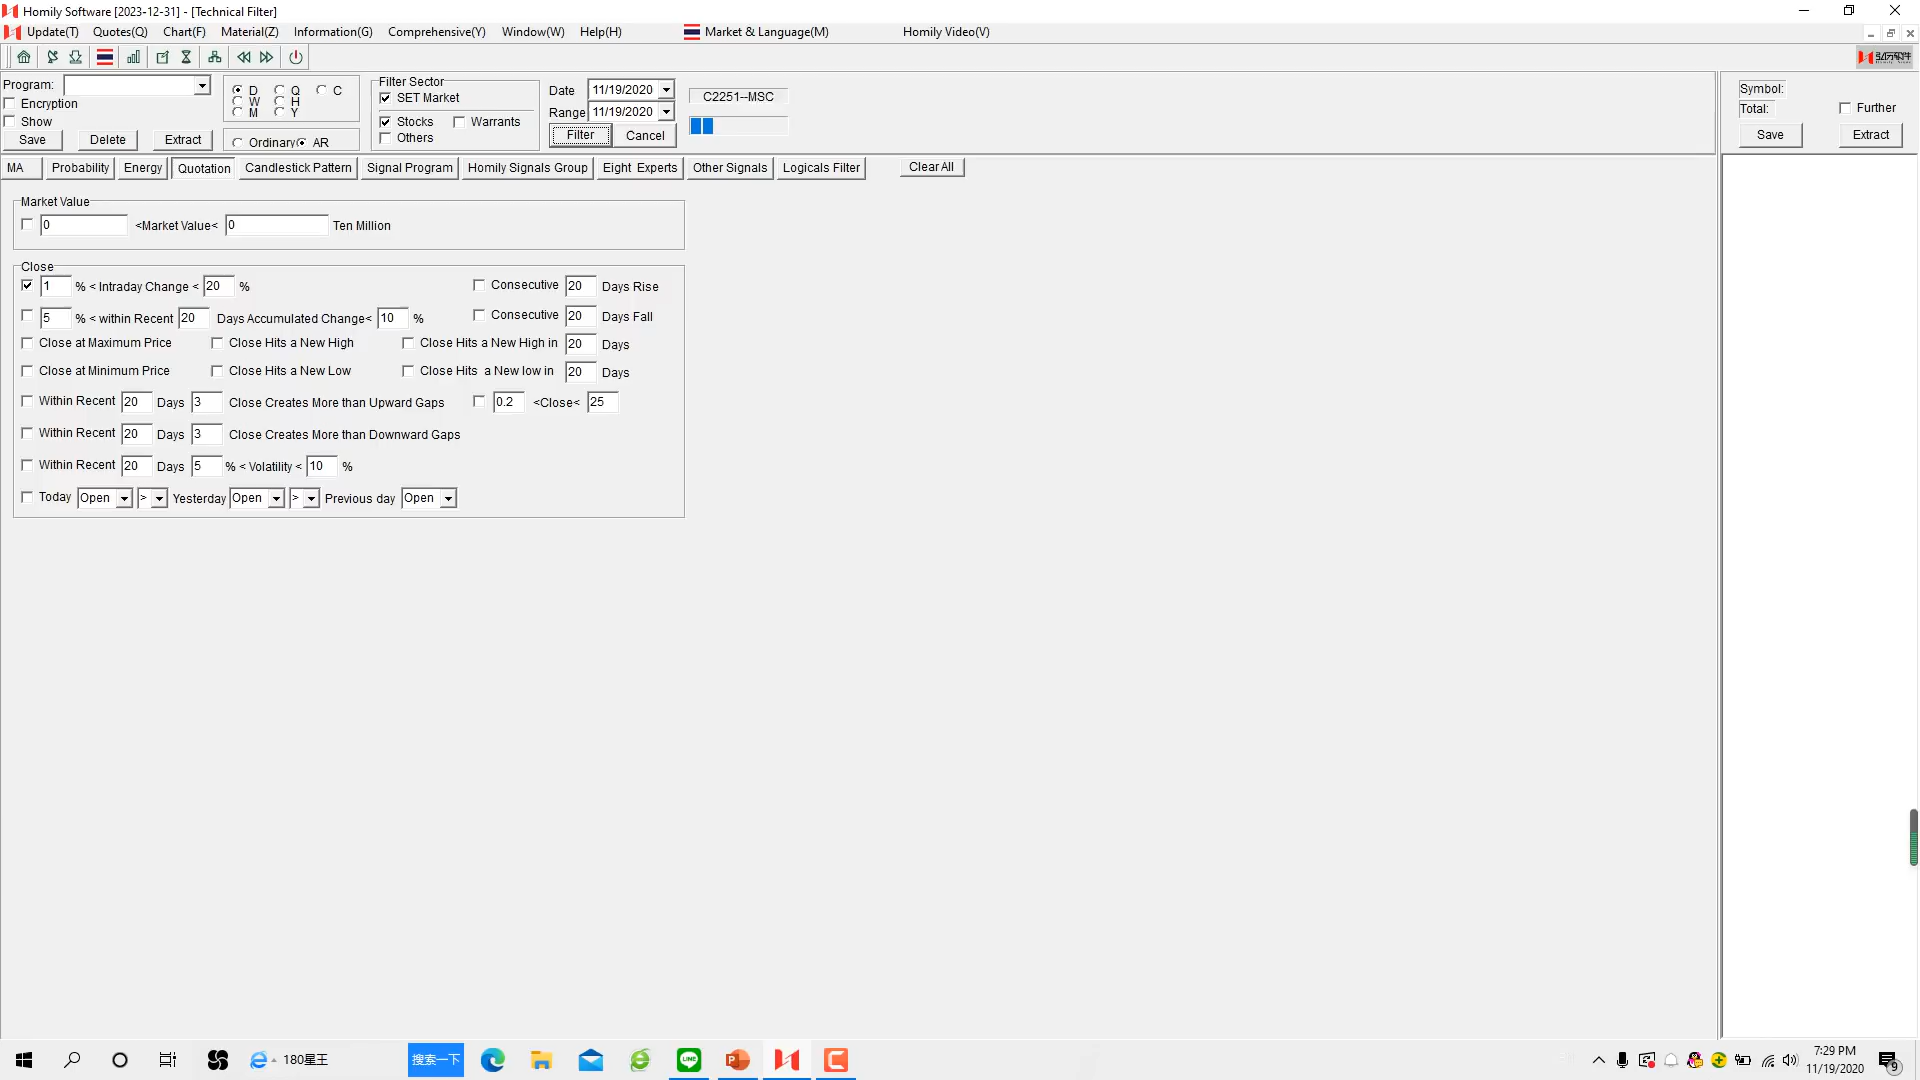 Homily Software [2023-12-31] - [Technical Filter]
Update(T) Quotes(Q) Chart(F) Material(Z) Information(G) Comprehensive(Y) Window(W) Help(H) Market & Language(M) Homily Video(V)
Program:
Encryption
Show
Save Delete Extract
D Q C
W H
M Y
Ordinary AR
Filter Sector
SET Market
Stocks Warrants
Others
Date 11/19/2020
Range 11/19/2020
Filter Cancel
C2251--MSC
Symbol:
Total: Further
Save Extract
MA Probability Energy Quotation Candlestick Pattern Signal Program Homily Signals Group Eight Experts Other Signals Logicals Filter Clear All
Market Value
0 <Market Value< 0 Ten Million
Close
1 % < Intraday Change < 20 % Consecutive 20 Days Rise
5 % < within Recent 20 Days Accumulated Change< 10 % Consecutive 20 Days Fall
Close at Maximum Price Close Hits a New High Close Hits a New High in 20 Days
Close at Minimum Price Close Hits a New Low Close Hits a New low in 20 Days
Within Recent 20 Days 3 Close Creates More than Upward Gaps 0.2 <Close< 25
Within Recent 20 Days 3 Close Creates More than Downward Gaps
Within Recent 20 Days 5 % < Volatility < 10 %
Today Open > Yesterday Open > Previous day Open
180星王 搜索一下 LINE
7:29 PM
11/19/2020
9